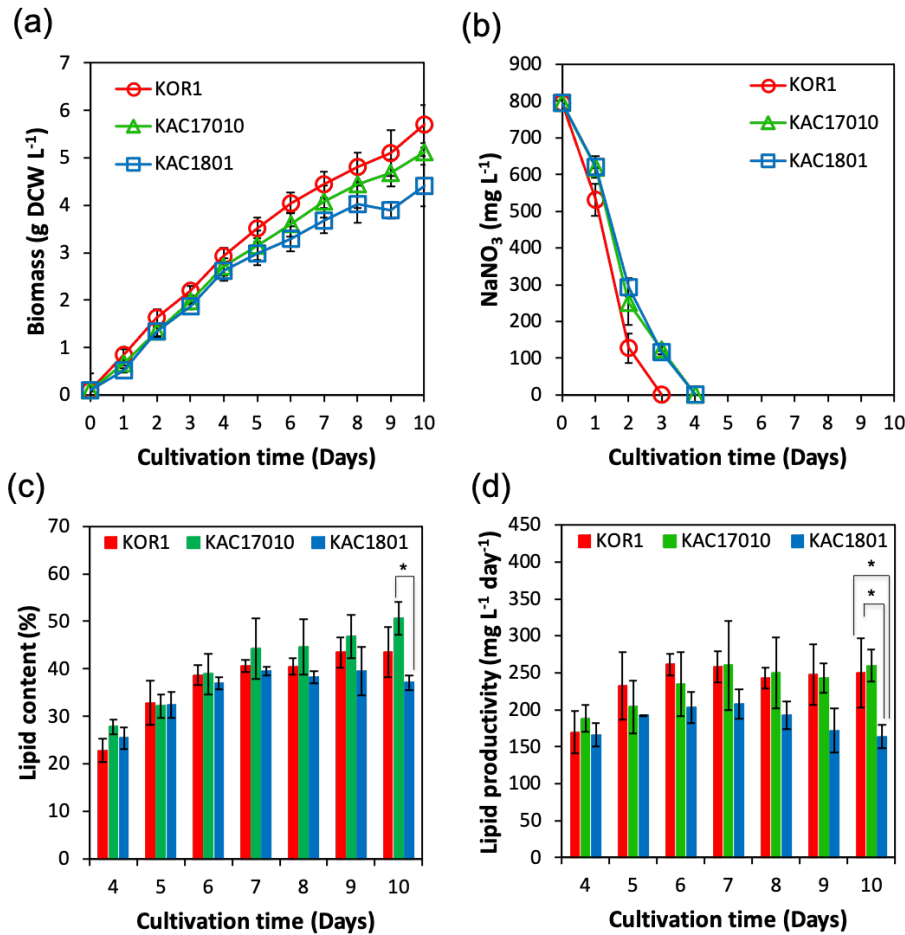 (a)
Biomass (g DCW L⁻¹)
7
6
5
4
3
2
1
0
KOR1
KAC17010
KAC1801
0 1 2 3 4 5 6 7 8 9 10
Cultivation time (Days)
(b)
NaNO₃ (mg L⁻¹)
900
800
700
600
500
400
300
200
100
0
KOR1
KAC17010
KAC1801
0 1 2 3 4 5 6 7 8 9 10
Cultivation time (Days)
(c)
Lipid content (%)
70
60
50
40
30
20
10
0
KOR1 KAC17010 KAC1801
*
4 5 6 7 8 9 10
Cultivation time (Days)
(d)
Lipid productivity (mg L⁻¹ day⁻¹)
450
400
350
300
250
200
150
100
50
0
KOR1 KAC17010 KAC1801
*
*
4 5 6 7 8 9 10
Cultivation time (Days)